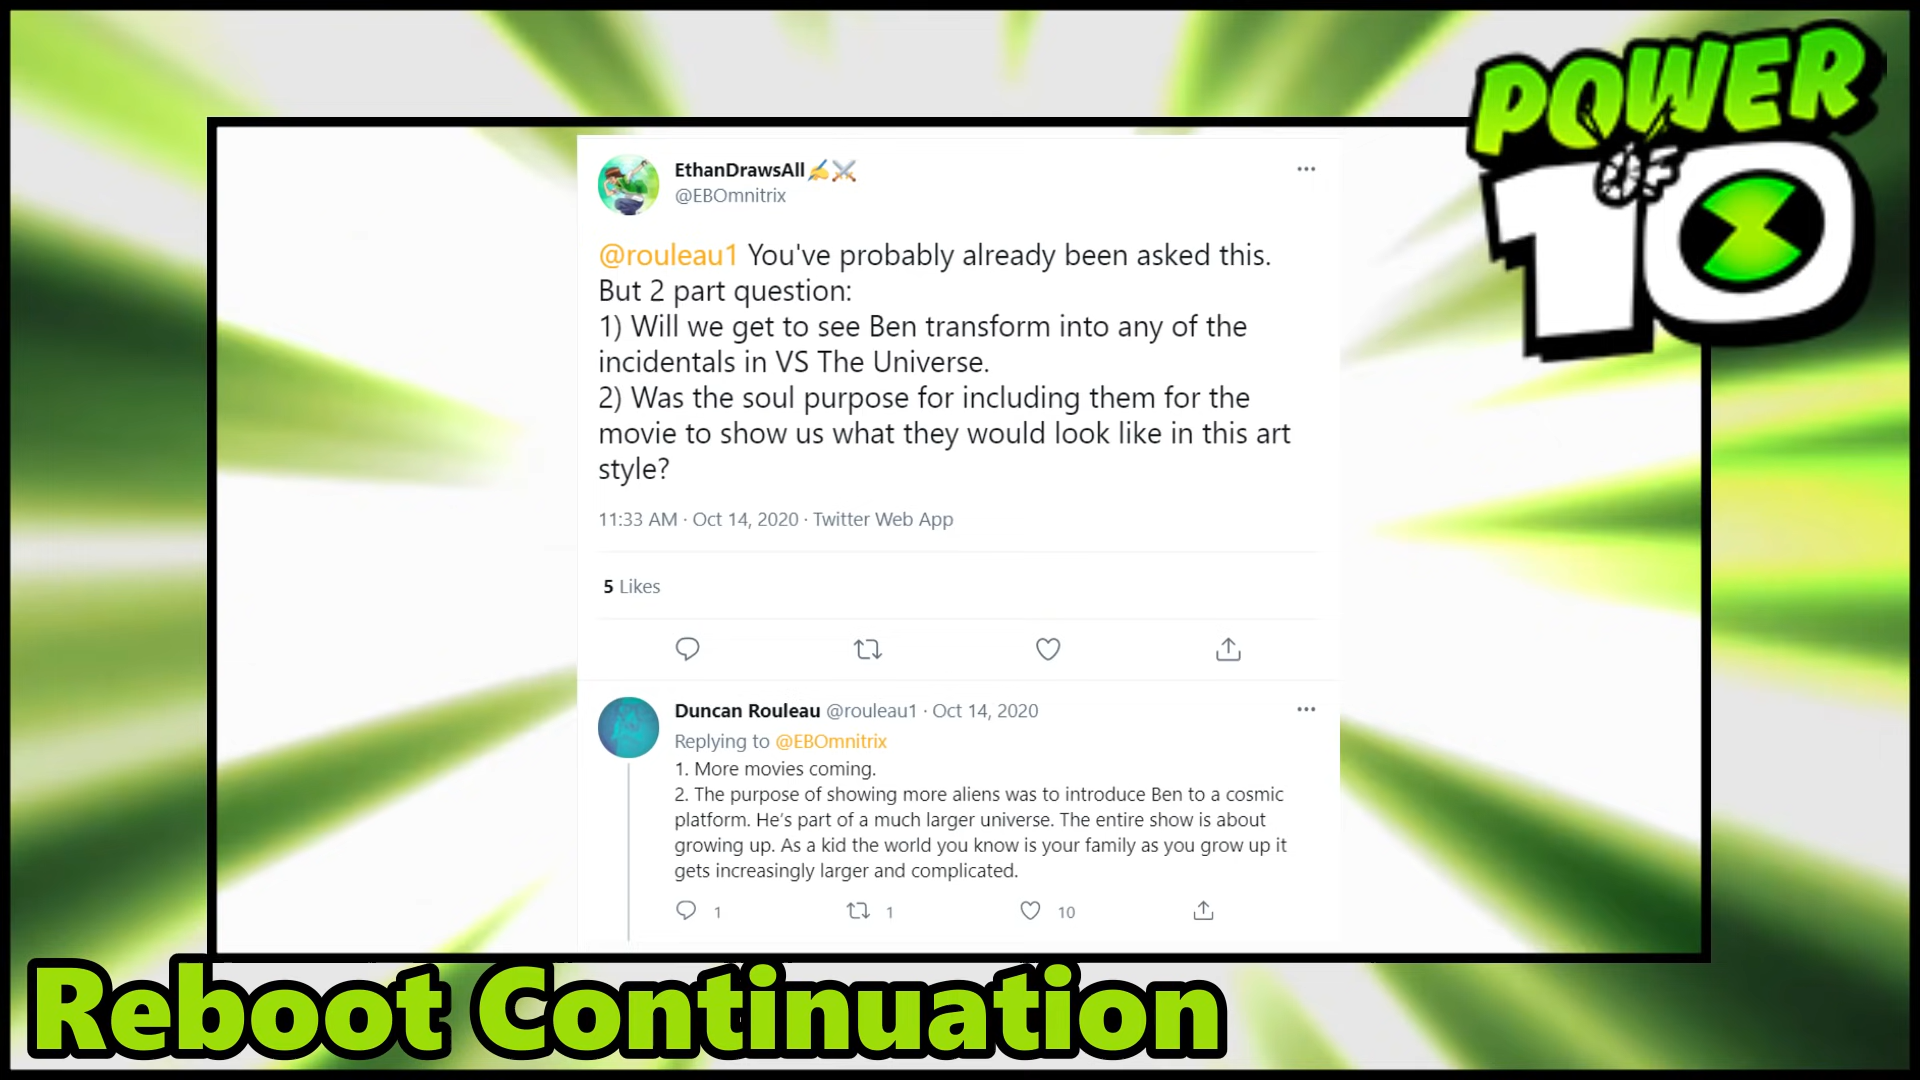 POWER
OF
10
EthanDrawsAll✍️⚔️
@EBOmnitrix
@rouleau1 You've probably already been asked this.
But 2 part question:
1) Will we get to see Ben transform into any of the
incidentals in VS The Universe.
2) Was the soul purpose for including them for the
movie to show us what they would look like in this art
style?
11:33 AM · Oct 14, 2020 · Twitter Web App
5 Likes
Duncan Rouleau @rouleau1 · Oct 14, 2020
Replying to @EBOmnitrix
1. More movies coming.
2. The purpose of showing more aliens was to introduce Ben to a cosmic
platform. He's part of a much larger universe. The entire show is about
growing up. As a kid the world you know is your family as you grow up it
gets increasingly larger and complicated.
1 1 10
Reboot Continuation